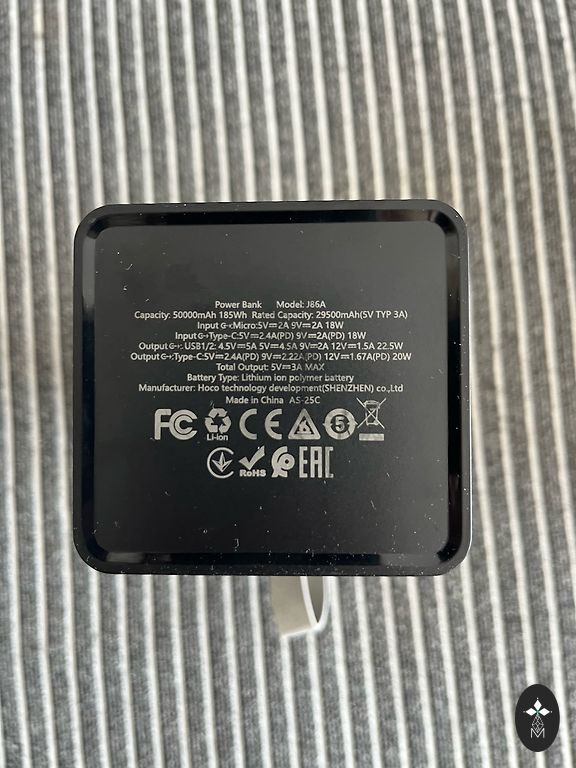 Power Bank Model: J86A
Capacity: 50000mAh 185Wh Rated Capacity: 29500mAh(5V TYP 3A)
Input Micro:5V⎓2A 9V⎓2A 18W
Input Type-C:5V⎓2.4A(PD) 9V⎓2A(PD) 18W
Output : USB1/2: 4.5V⎓5A 5V⎓4.5A 9V⎓2A 12V⎓1.5A 22.5W
Output :Type-C:5V⎓2.4A(PD) 9V⎓2.22A(PD) 12V⎓1.67A(PD) 20W
Total Output: 5V⎓3A MAX
Battery Type: Lithium ion polymer battery
Manufacturer: Hoco technology development(SHENZHEN) co.,Ltd
Made in China AS-25C
FC Li-ion CE 5
RoHS EAC
M